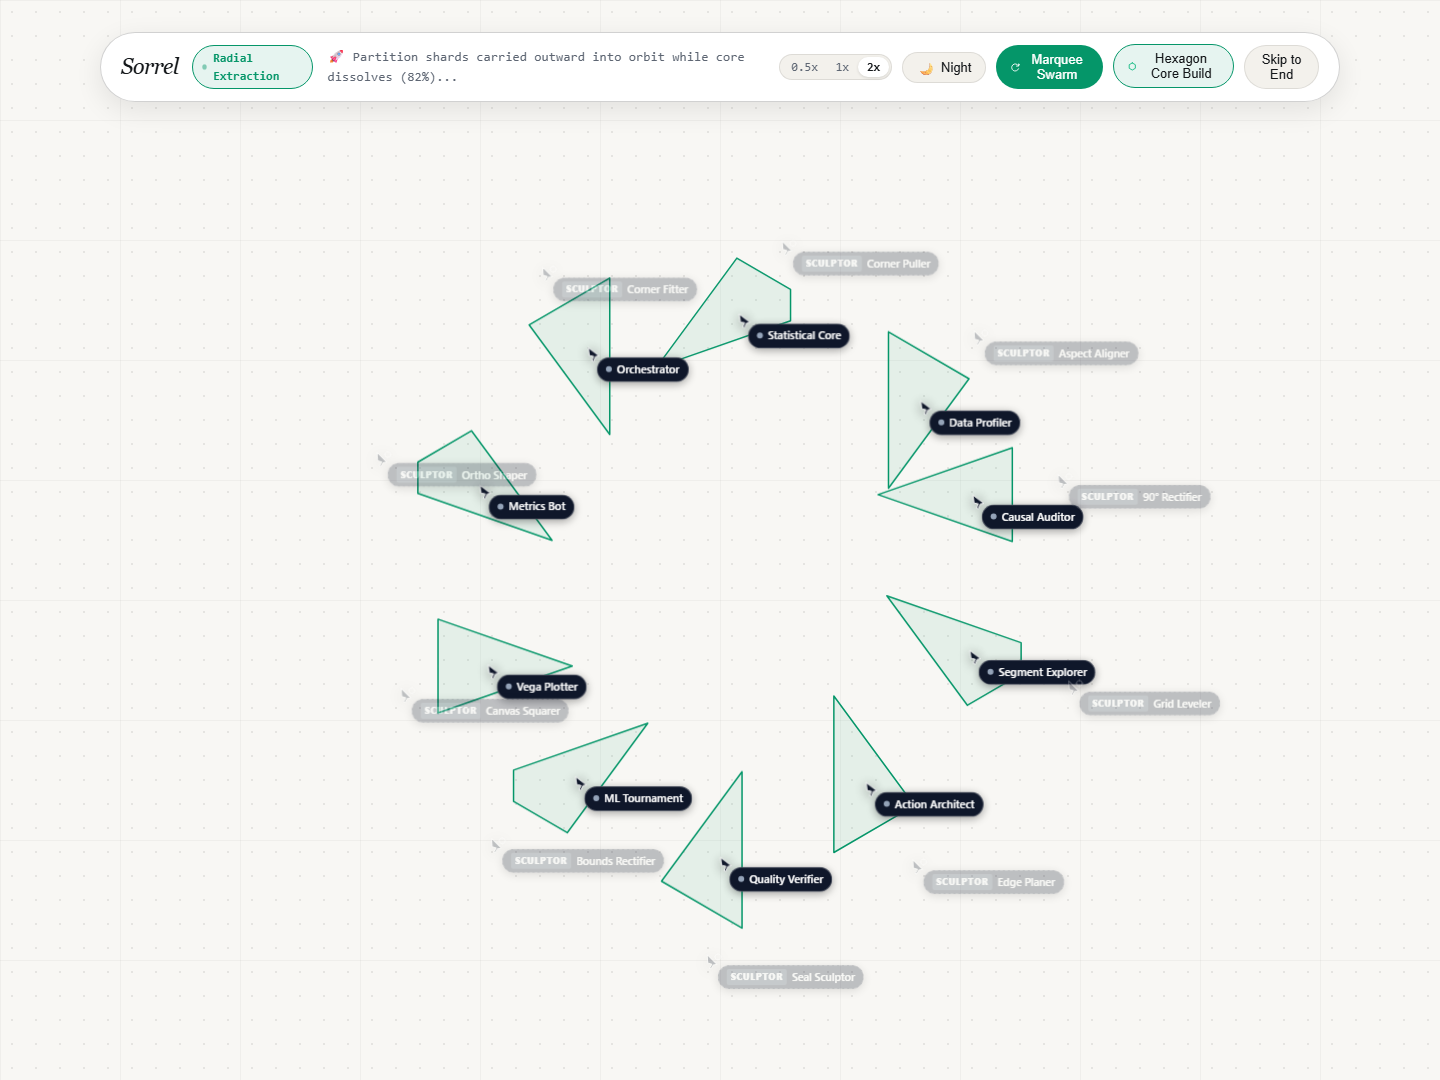 Sorrel
Radial
Extraction
🚀 Partition shards carried outward into orbit while core
dissolves (82%)...
0.5x 1x 2x
🌙 Night
Marquee
Swarm
Hexagon
Core Build
Skip to
End
SCULPTOR Corner Puller
SCULPTOR Corner Fitter
Statistical Core
SCULPTOR Aspect Aligner
Orchestrator
Data Profiler
SCULPTOR Ortho Shaper
SCULPTOR 90° Rectifier
Metrics Bot
Causal Auditor
Segment Explorer
Vega Plotter
SCULPTOR Grid Leveler
SCULPTOR Canvas Squarer
ML Tournament
Action Architect
SCULPTOR Bounds Rectifier
Quality Verifier
SCULPTOR Edge Planer
SCULPTOR Seal Sculptor